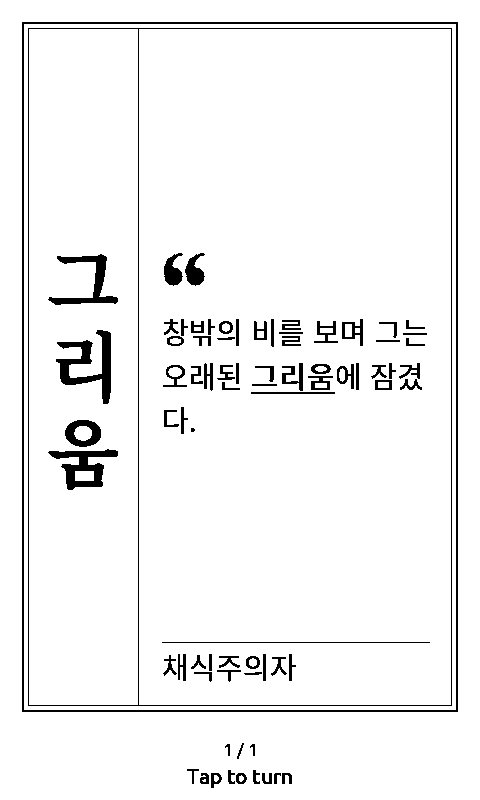 그리움
“
창밖의 비를 보며 그는
오래된 그리움에 잠겼
다.
채식주의자
1 / 1
Tap to turn